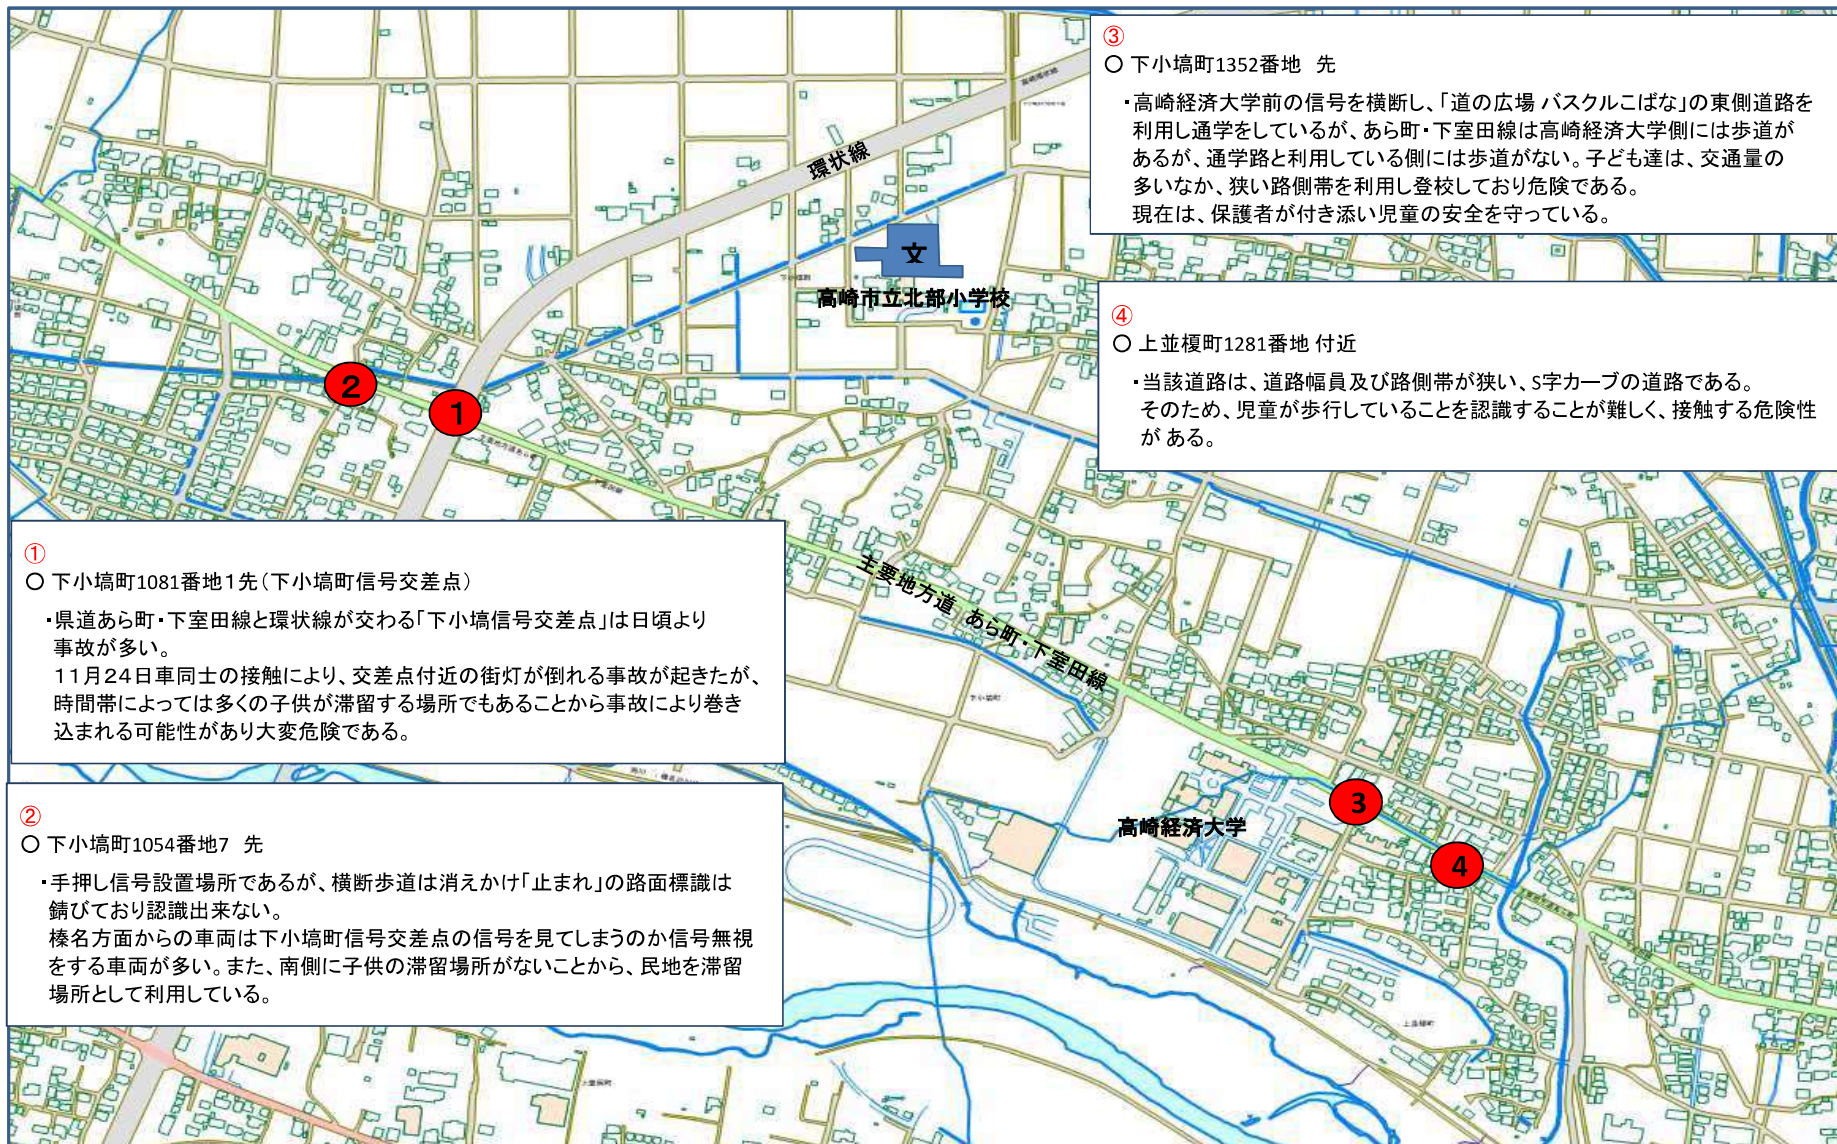 ③
○ 下小塙町1352番地 先
・高崎経済大学前の信号を横断し、「道の広場 バスクルこばな」の東側道路を
利用し通学をしているが、あら町・下室田線は高崎経済大学側には歩道が
あるが、通学路と利用している側には歩道がない。子ども達は、交通量の
多いなか、狭い路側帯を利用し登校しており危険である。
現在は、保護者が付き添い児童の安全を守っている。
環状線
文
高崎市立北部小学校
④
○ 上並榎町1281番地 付近
・当該道路は、道路幅員及び路側帯が狭い、S字カーブの道路である。
そのため、児童が歩行していることを認識することが難しく、接触する危険性
が ある。
2
1
①
○ 下小塙町1081番地1先(下小塙町信号交差点)
・県道あら町・下室田線と環状線が交わる「下小塙信号交差点」は日頃より
事故が多い。
11月24日車同士の接触により、交差点付近の街灯が倒れる事故が起きたが、
時間帯によっては多くの子供が滞留する場所でもあることから事故により巻き
込まれる可能性があり大変危険である。
主要地方道 あら町・下室田線
下小塙町
②
○ 下小塙町1054番地7 先
・手押し信号設置場所であるが、横断歩道は消えかけ「止まれ」の路面標識は
錆びており認識出来ない。
榛名方面からの車両は下小塙町信号交差点の信号を見てしまうのか信号無視
をする車両が多い。また、南側に子供の滞留場所がないことから、民地を滞留
場所として利用している。
3
高崎経済大学
4
上並榎町